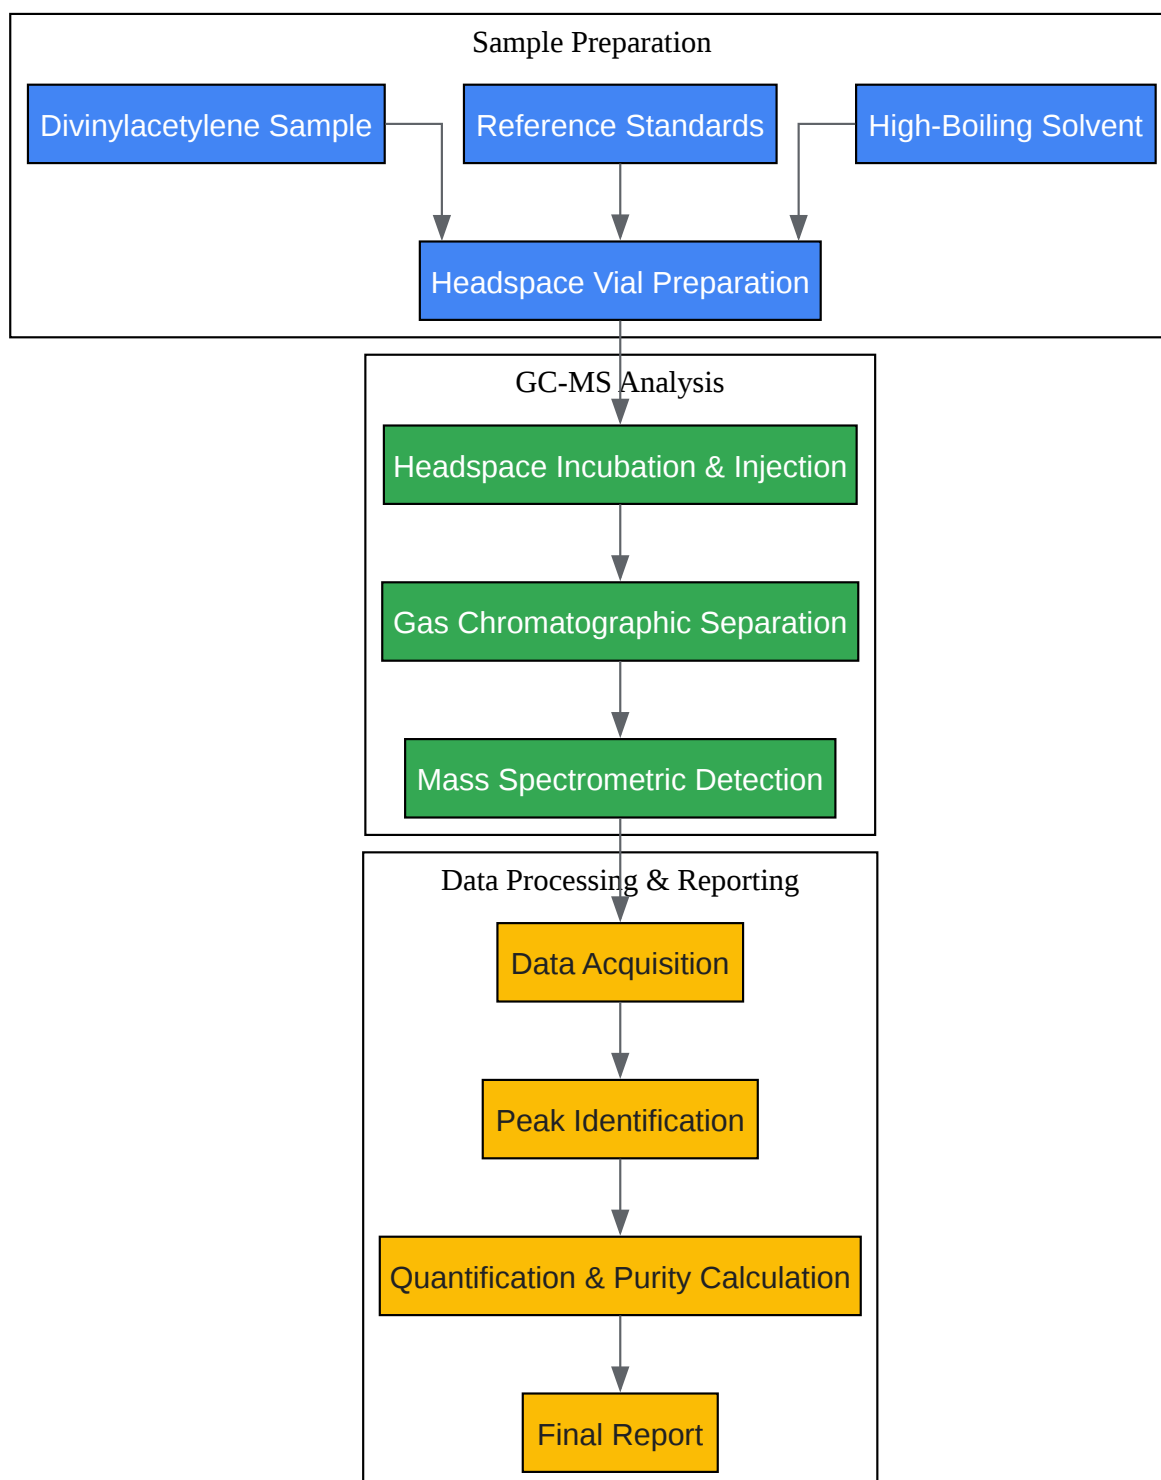 Sample Preparation
Divinylacetylene Sample
Reference Standards
High-Boiling Solvent
Headspace Vial Preparation
GC-MS Analysis
Headspace Incubation & Injection
Gas Chromatographic Separation
Mass Spectrometric Detection
Data Processing & Reporting
Data Acquisition
Peak Identification
Quantification & Purity Calculation
Final Report